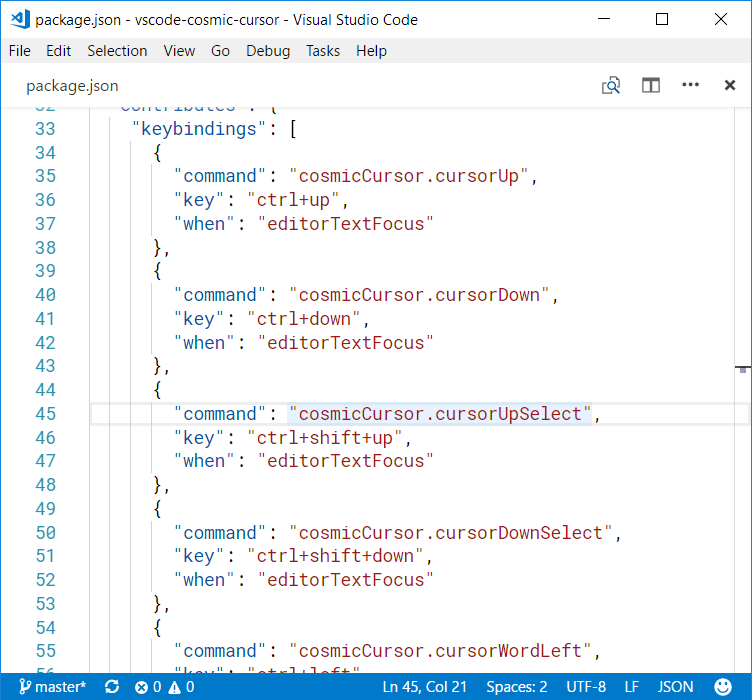 package.json - vscode-cosmic-cursor - Visual Studio Code
File Edit Selection View Go Debug Tasks Help
package.json
32 "contributes": {
33 "keybindings": [
34 {
35 "command": "cosmicCursor.cursorUp",
36 "key": "ctrl+up",
37 "when": "editorTextFocus"
38 },
39 {
40 "command": "cosmicCursor.cursorDown",
41 "key": "ctrl+down",
42 "when": "editorTextFocus"
43 },
44 {
45 "command": "cosmicCursor.cursorUpSelect",
46 "key": "ctrl+shift+up",
47 "when": "editorTextFocus"
48 },
49 {
50 "command": "cosmicCursor.cursorDownSelect",
51 "key": "ctrl+shift+down",
52 "when": "editorTextFocus"
53 },
54 {
55 "command": "cosmicCursor.cursorWordLeft",
56 "key": "ctrl+left"
master* 0 0 Ln 45, Col 21 Spaces: 2 UTF-8 LF JSON